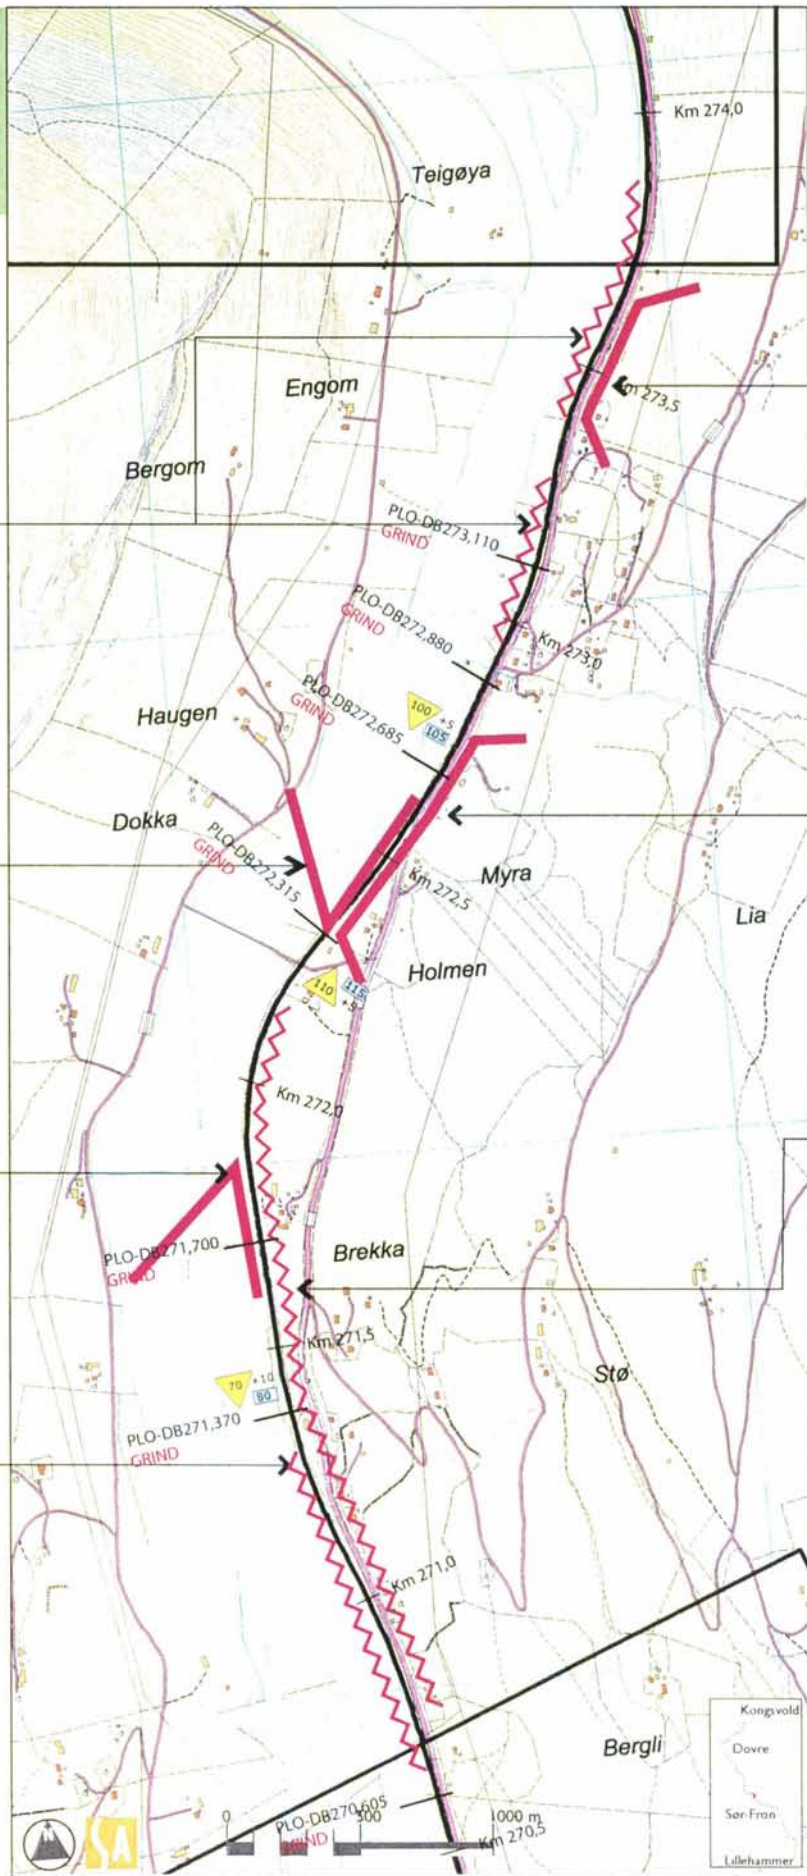 Km 274,0
Teigøya
Engom
Km 273,5
Bergom
PLO-DB273,110
GRIND
PLO-DB272,880
GRIND
Km 273,0
PLO-DB272,685
GRIND
100 +5
105
Haugen
Dokka
PLO-DB272,315
GRIND
Km 272,5
Myra
Lia
Holmen
110 +5
115
Km 272,0
PLO-DB271,700
GRIND
Brekka
Km 271,5
Stø
70 +10
80
PLO-DB271,370
GRIND
Km 271,0
Bergli
Kongsvold
Dovre
Sør-Fron
Lillehammer
PLO-DB270,605
GRIND
0 500 1000 m
Km 270,5
SA